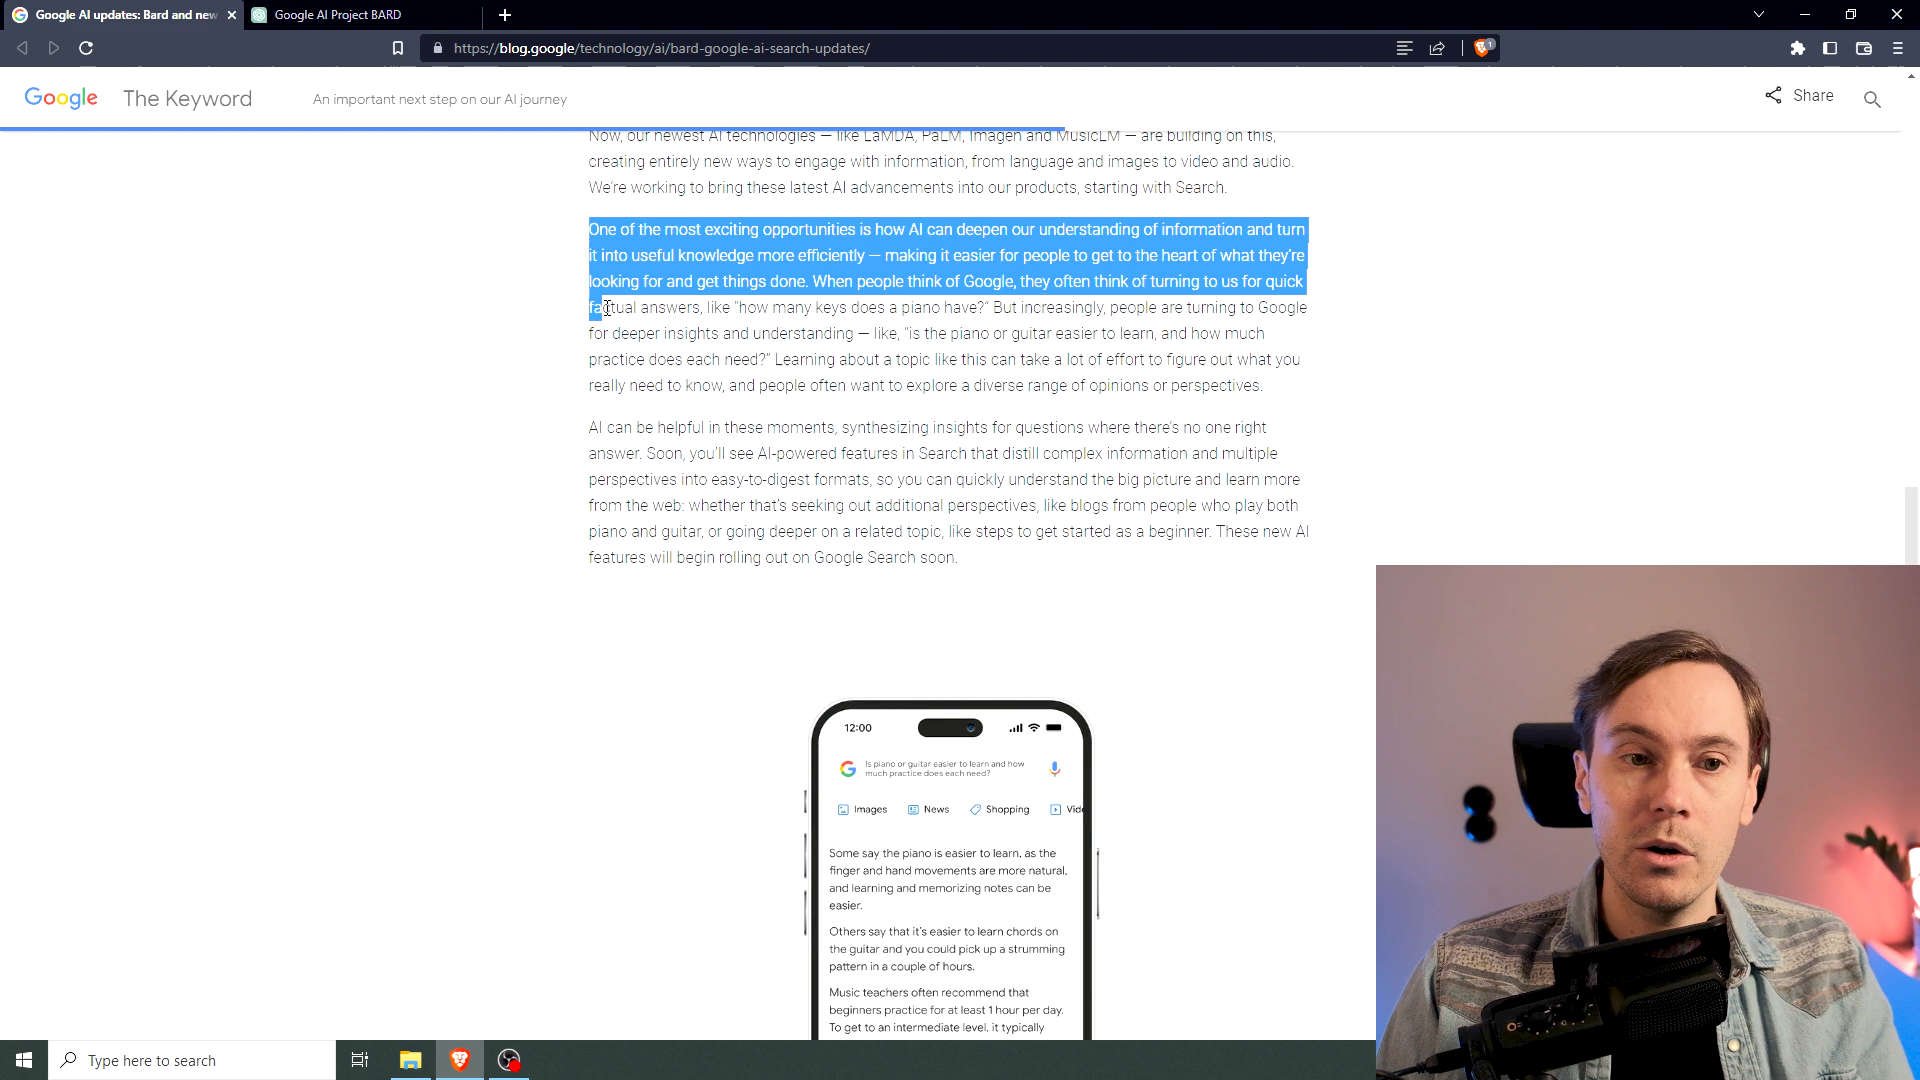 Google AI updates: Bard and new
Google AI Project BARD
https://blog.google/technology/ai/bard-google-ai-search-updates/
1
Google The Keyword An important next step on our AI journey
Share
Now, our newest AI technologies — like LaMDA, PaLM, Imagen and MusicLM — are building on this,
creating entirely new ways to engage with information, from language and images to video and audio.
We're working to bring these latest AI advancements into our products, starting with Search.
One of the most exciting opportunities is how AI can deepen our understanding of information and turn
it into useful knowledge more efficiently — making it easier for people to get to the heart of what they're
looking for and get things done. When people think of Google, they often think of turning to us for quick
factual answers, like "how many keys does a piano have?" But increasingly, people are turning to Google
for deeper insights and understanding — like, "is the piano or guitar easier to learn, and how much
practice does each need?" Learning about a topic like this can take a lot of effort to figure out what you
really need to know, and people often want to explore a diverse range of opinions or perspectives.
AI can be helpful in these moments, synthesizing insights for questions where there's no one right
answer. Soon, you'll see AI-powered features in Search that distill complex information and multiple
perspectives into easy-to-digest formats, so you can quickly understand the big picture and learn more
from the web: whether that's seeking out additional perspectives, like blogs from people who play both
piano and guitar, or going deeper on a related topic, like steps to get started as a beginner. These new AI
features will begin rolling out on Google Search soon.
12:00
Is piano or guitar easier to learn and how
much practice does each need?
Images News Shopping Vide
Some say the piano is easier to learn, as the
finger and hand movements are more natural,
and learning and memorizing notes can be
easier.
Others say that it's easier to learn chords on
the guitar and you could pick up a strumming
pattern in a couple of hours.
Music teachers often recommend that
beginners practice for at least 1 hour per day.
To get to an intermediate level, it typically
Type here to search